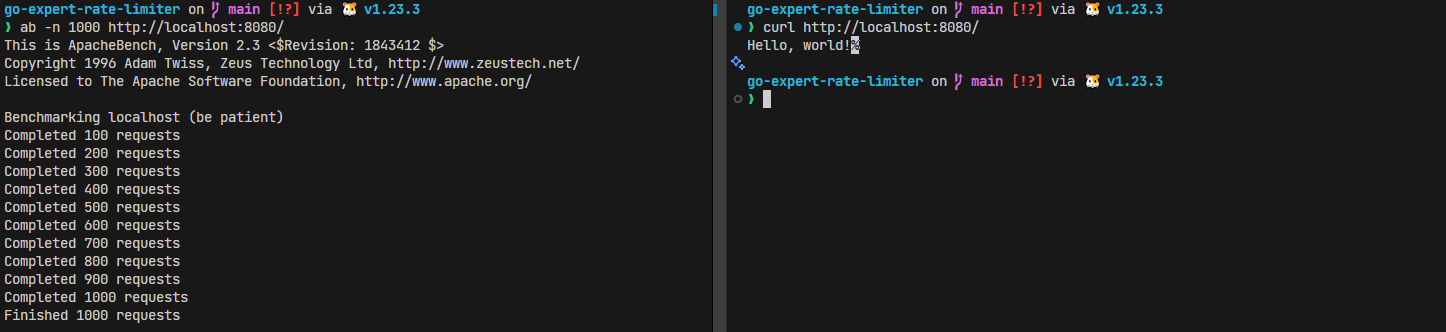 go-expert-rate-limiter on main [!?] via 🐹 v1.23.3
❯ ab -n 1000 http://localhost:8080/
This is ApacheBench, Version 2.3 <$Revision: 1843412 $>
Copyright 1996 Adam Twiss, Zeus Technology Ltd, http://www.zeustech.net/
Licensed to The Apache Software Foundation, http://www.apache.org/

Benchmarking localhost (be patient)
Completed 100 requests
Completed 200 requests
Completed 300 requests
Completed 400 requests
Completed 500 requests
Completed 600 requests
Completed 700 requests
Completed 800 requests
Completed 900 requests
Completed 1000 requests
Finished 1000 requests
go-expert-rate-limiter on main [!?] via 🐹 v1.23.3
❯ curl http://localhost:8080/
Hello, world!%
go-expert-rate-limiter on main [!?] via 🐹 v1.23.3
❯